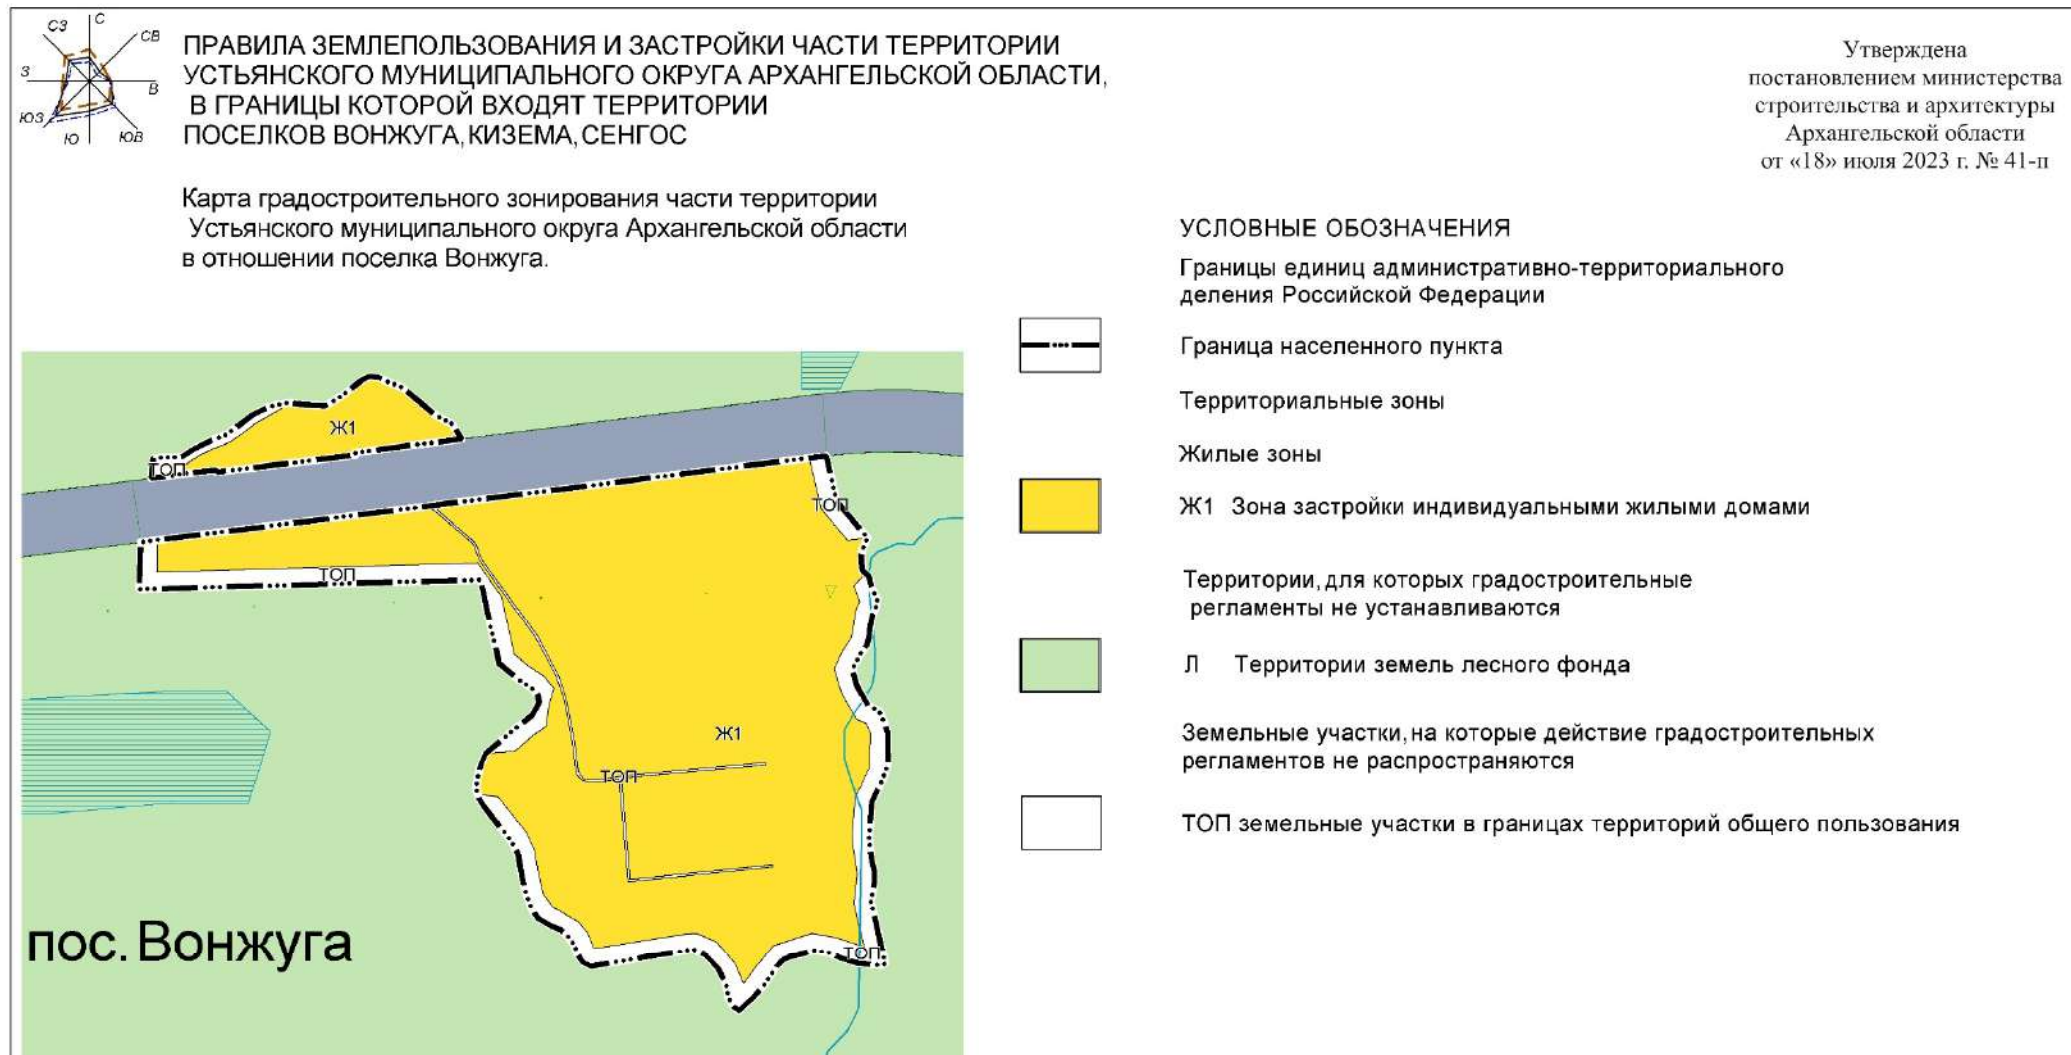 СЗ
С
СВ
З
В
ЮЗ
Ю
ЮВ
ПРАВИЛА ЗЕМЛЕПОЛЬЗОВАНИЯ И ЗАСТРОЙКИ ЧАСТИ ТЕРРИТОРИИ
УСТЬЯНСКОГО МУНИЦИПАЛЬНОГО ОКРУГА АРХАНГЕЛЬСКОЙ ОБЛАСТИ,
В ГРАНИЦЫ КОТОРОЙ ВХОДЯТ ТЕРРИТОРИИ
ПОСЕЛКОВ ВОНЖУГА, КИЗЕМА, СЕНГОС
Утверждена
постановлением министерства
строительства и архитектуры
Архангельской области
от «18» июля 2023 г. № 41-п
Карта градостроительного зонирования части территории
Устьянского муниципального округа Архангельской области
в отношении поселка Вонжуга.
Ж1
ТОП
ТОП
ТОП
Ж1
ТОП
ТОП
пос. Вонжуга
УСЛОВНЫЕ ОБОЗНАЧЕНИЯ
Границы единиц административно-территориального
деления Российской Федерации
Граница населенного пункта
Территориальные зоны
Жилые зоны
Ж1 Зона застройки индивидуальными жилыми домами
Территории, для которых градостроительные
регламенты не устанавливаются
Л Территории земель лесного фонда
Земельные участки, на которые действие градостроительных
регламентов не распространяются
ТОП земельные участки в границах территорий общего пользования